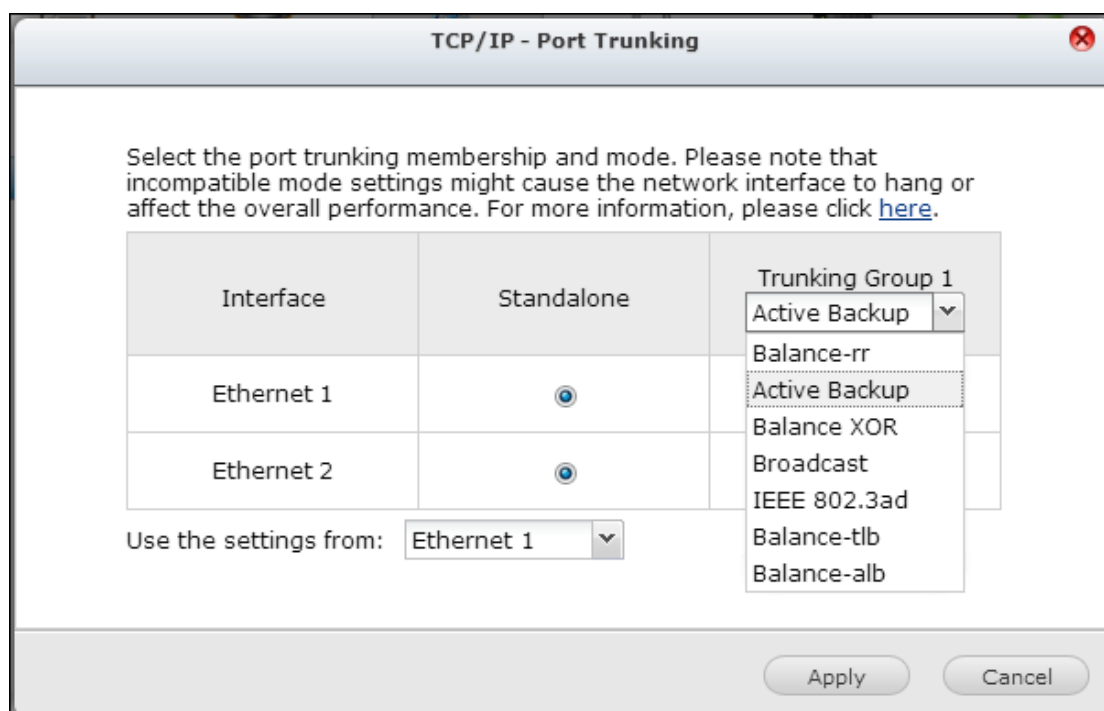 TCP/IP - Port Trunking
Select the port trunking membership and mode. Please note that
incompatible mode settings might cause the network interface to hang or
affect the overall performance. For more information, please click here.
Interface
Standalone
Trunking Group 1
Active Backup
Balance-rr
Active Backup
Balance XOR
Broadcast
IEEE 802.3ad
Balance-tlb
Balance-alb
Ethernet 1
Ethernet 2
Use the settings from: Ethernet 1
Apply Cancel